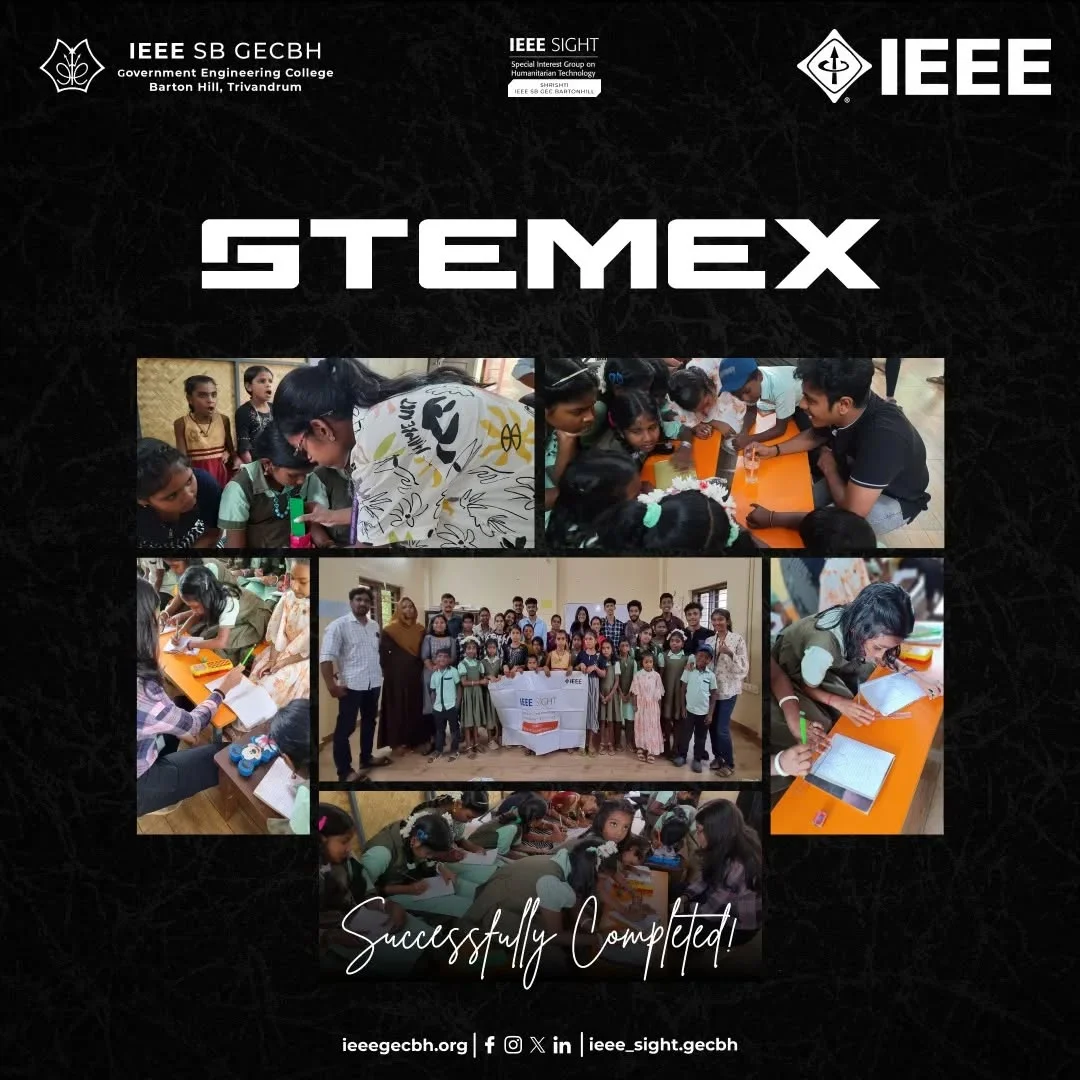 IEEE SB GECBH
Government Engineering College
Barton Hill, Trivandrum
IEEE SIGHT
Special Interest Group on
Humanitarian Technology
SHRISHTI
IEEE SB GEC BARTONHILL
IEEE
STEMEX
IEEE
IEEE SIGHT
Successfully Completed!
ieeegecbh.org
ieee_sight.gecbh